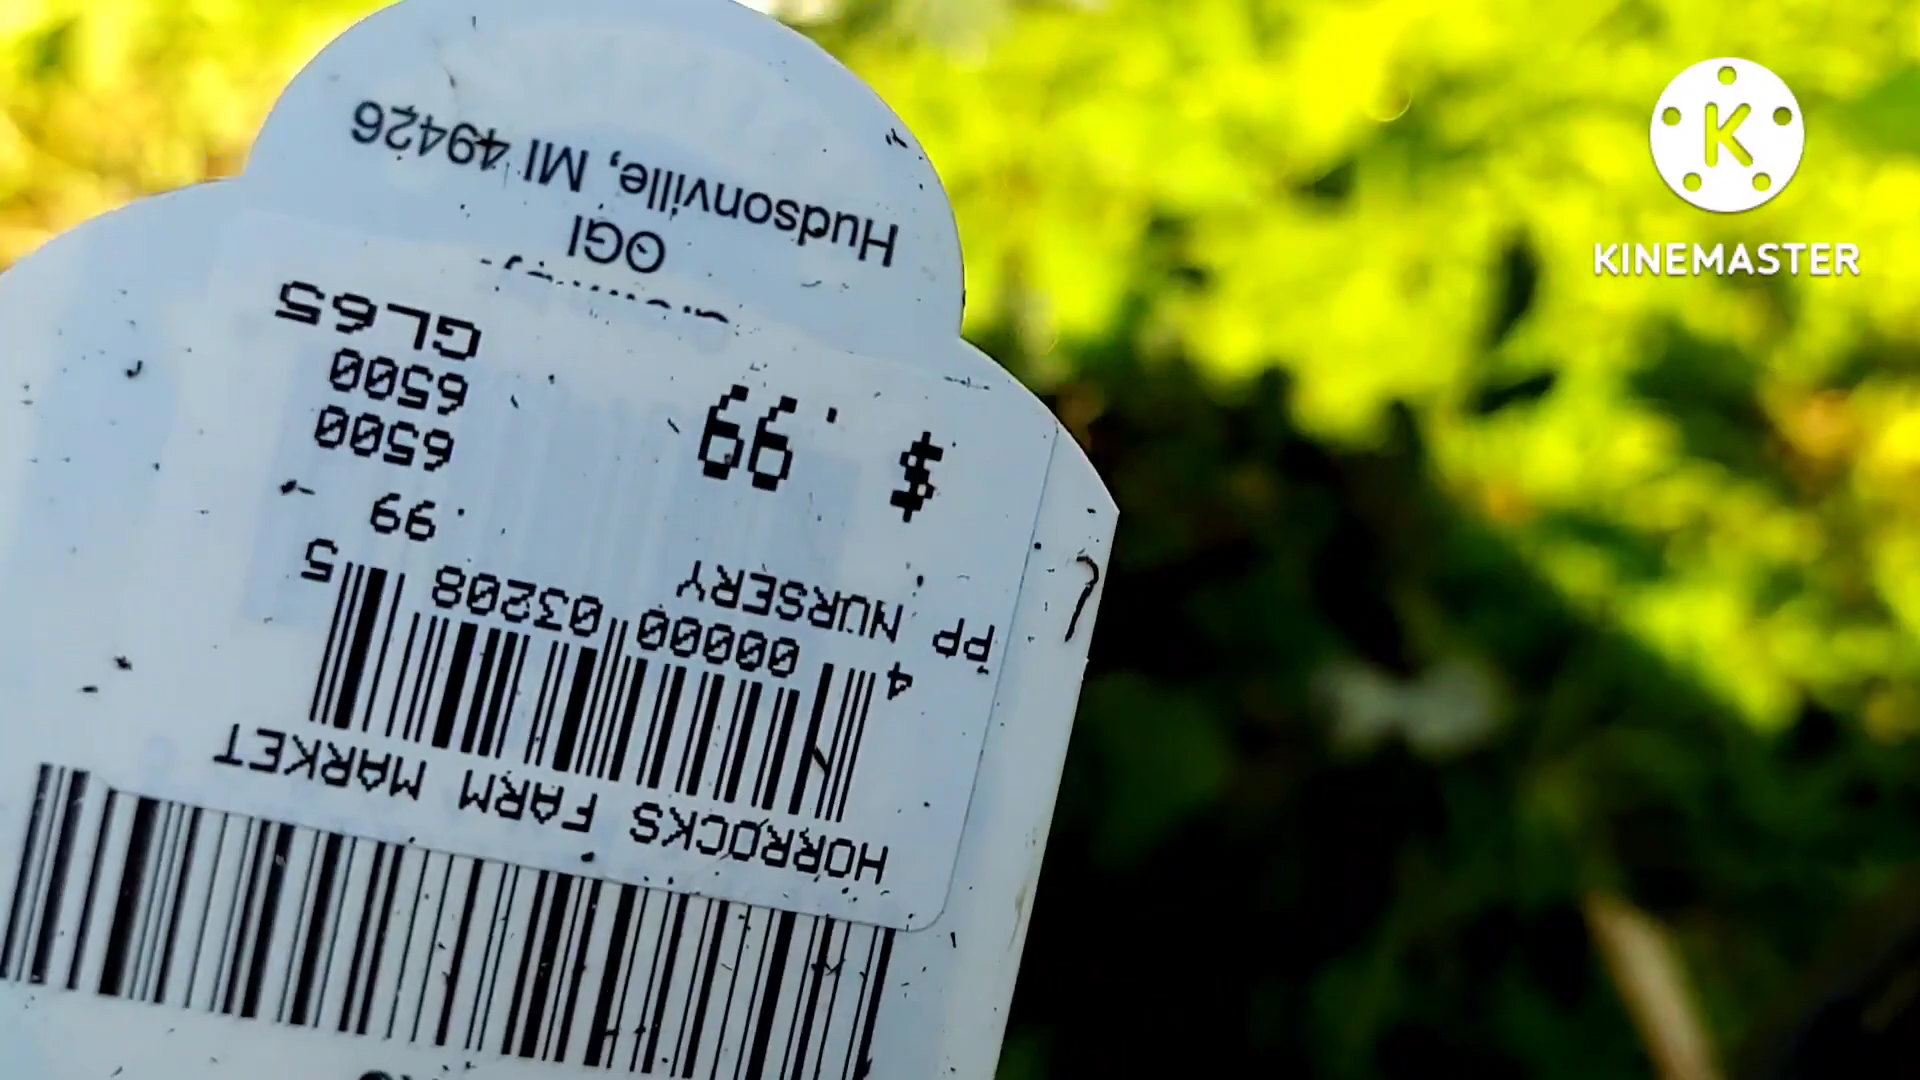 HORROCKS FARM MARKET
4 00000 03208 5
PP NURSERY
.99
$ .99
6500
6500
GL65
OGI
Hudsonville, MI 49426
K
KINEMASTER